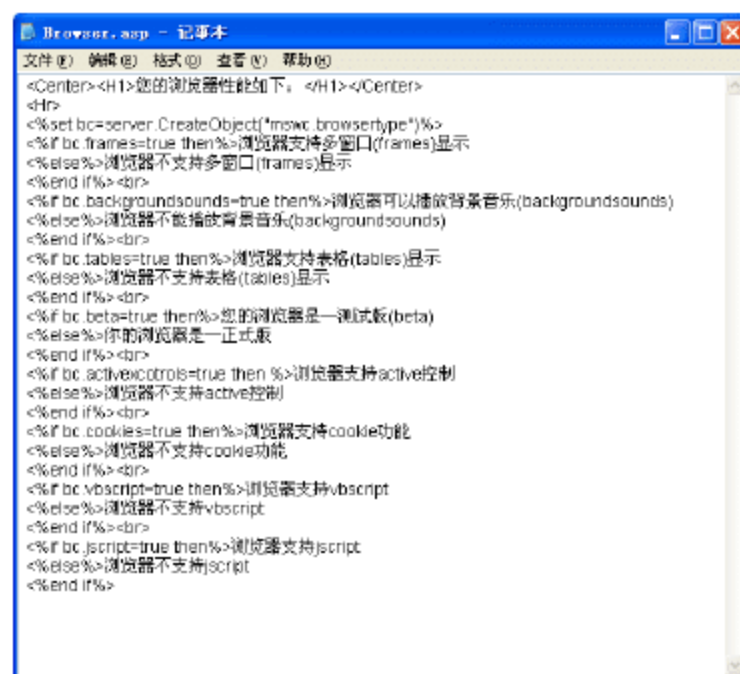 Browser.asp - 记事本
文件(F) 编辑(E) 格式(O) 查看(V) 帮助(H)
<Center><H1>您的浏览器性能如下：</H1></Center>
<Hr>
<%set bc=server.CreateObject("mswc.browsertype")%>
<%if bc.frames=true then%>浏览器支持多窗口(frames)显示
<%else%>浏览器不支持多窗口(frames)显示
<%end if%><br>
<%if bc.backgroundsounds=true then%>浏览器可以播放背景音乐(backgroundsounds)
<%else%>浏览器不能播放背景音乐(backgroundsounds)
<%end if%><br>
<%if bc.tables=true then%>浏览器支持表格(tables)显示
<%else%>浏览器不支持表格(tables)显示
<%end if%><br>
<%if bc.beta=true then%>您的浏览器是一测试版(beta)
<%else%>你的浏览器是一正式版
<%end if%><br>
<%if bc.activexcotrols=true then %>浏览器支持active控制
<%else%>浏览器不支持active控制
<%end if%><br>
<%if bc.cookies=true then%>浏览器支持cookie功能
<%else%>浏览器不支持cookie功能
<%end if%><br>
<%if bc.vbscript=true then%>浏览器支持vbscript
<%else%>浏览器不支持vbscript
<%end if%><br>
<%if bc.jscript=true then%>浏览器支持jscript
<%else%>浏览器不支持jscript
<%end if%>